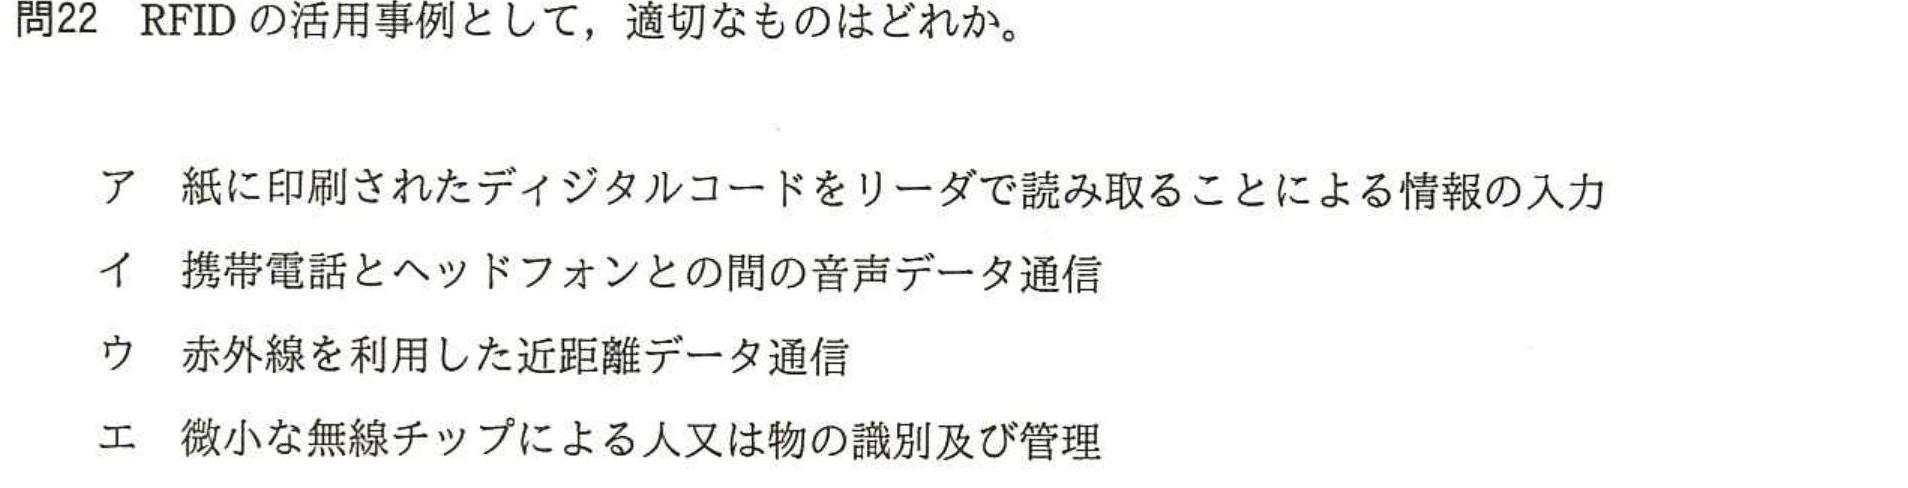 問22 RFID の活用事例として，適切なものはどれか。
ア 紙に印刷されたディジタルコードをリーダで読み取ることによる情報の入力
イ 携帯電話とヘッドフォンとの間の音声データ通信
ウ 赤外線を利用した近距離データ通信
エ 微小な無線チップによる人又は物の識別及び管理